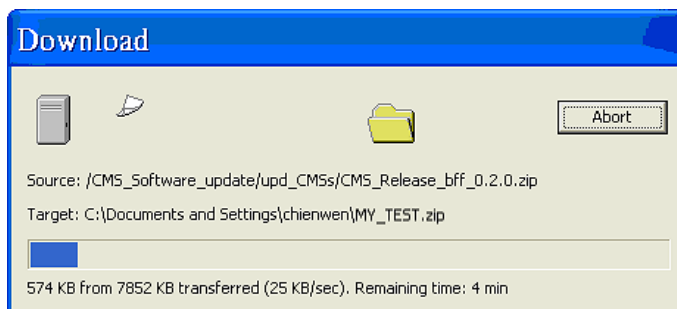 Download
Abort
Source: /CMS_Software_update/upd_CMSs/CMS_Release_bff_0.2.0.zip
Target: C:\Documents and Settings\chienwen\MY_TEST.zip
574 KB from 7852 KB transferred (25 KB/sec). Remaining time: 4 min